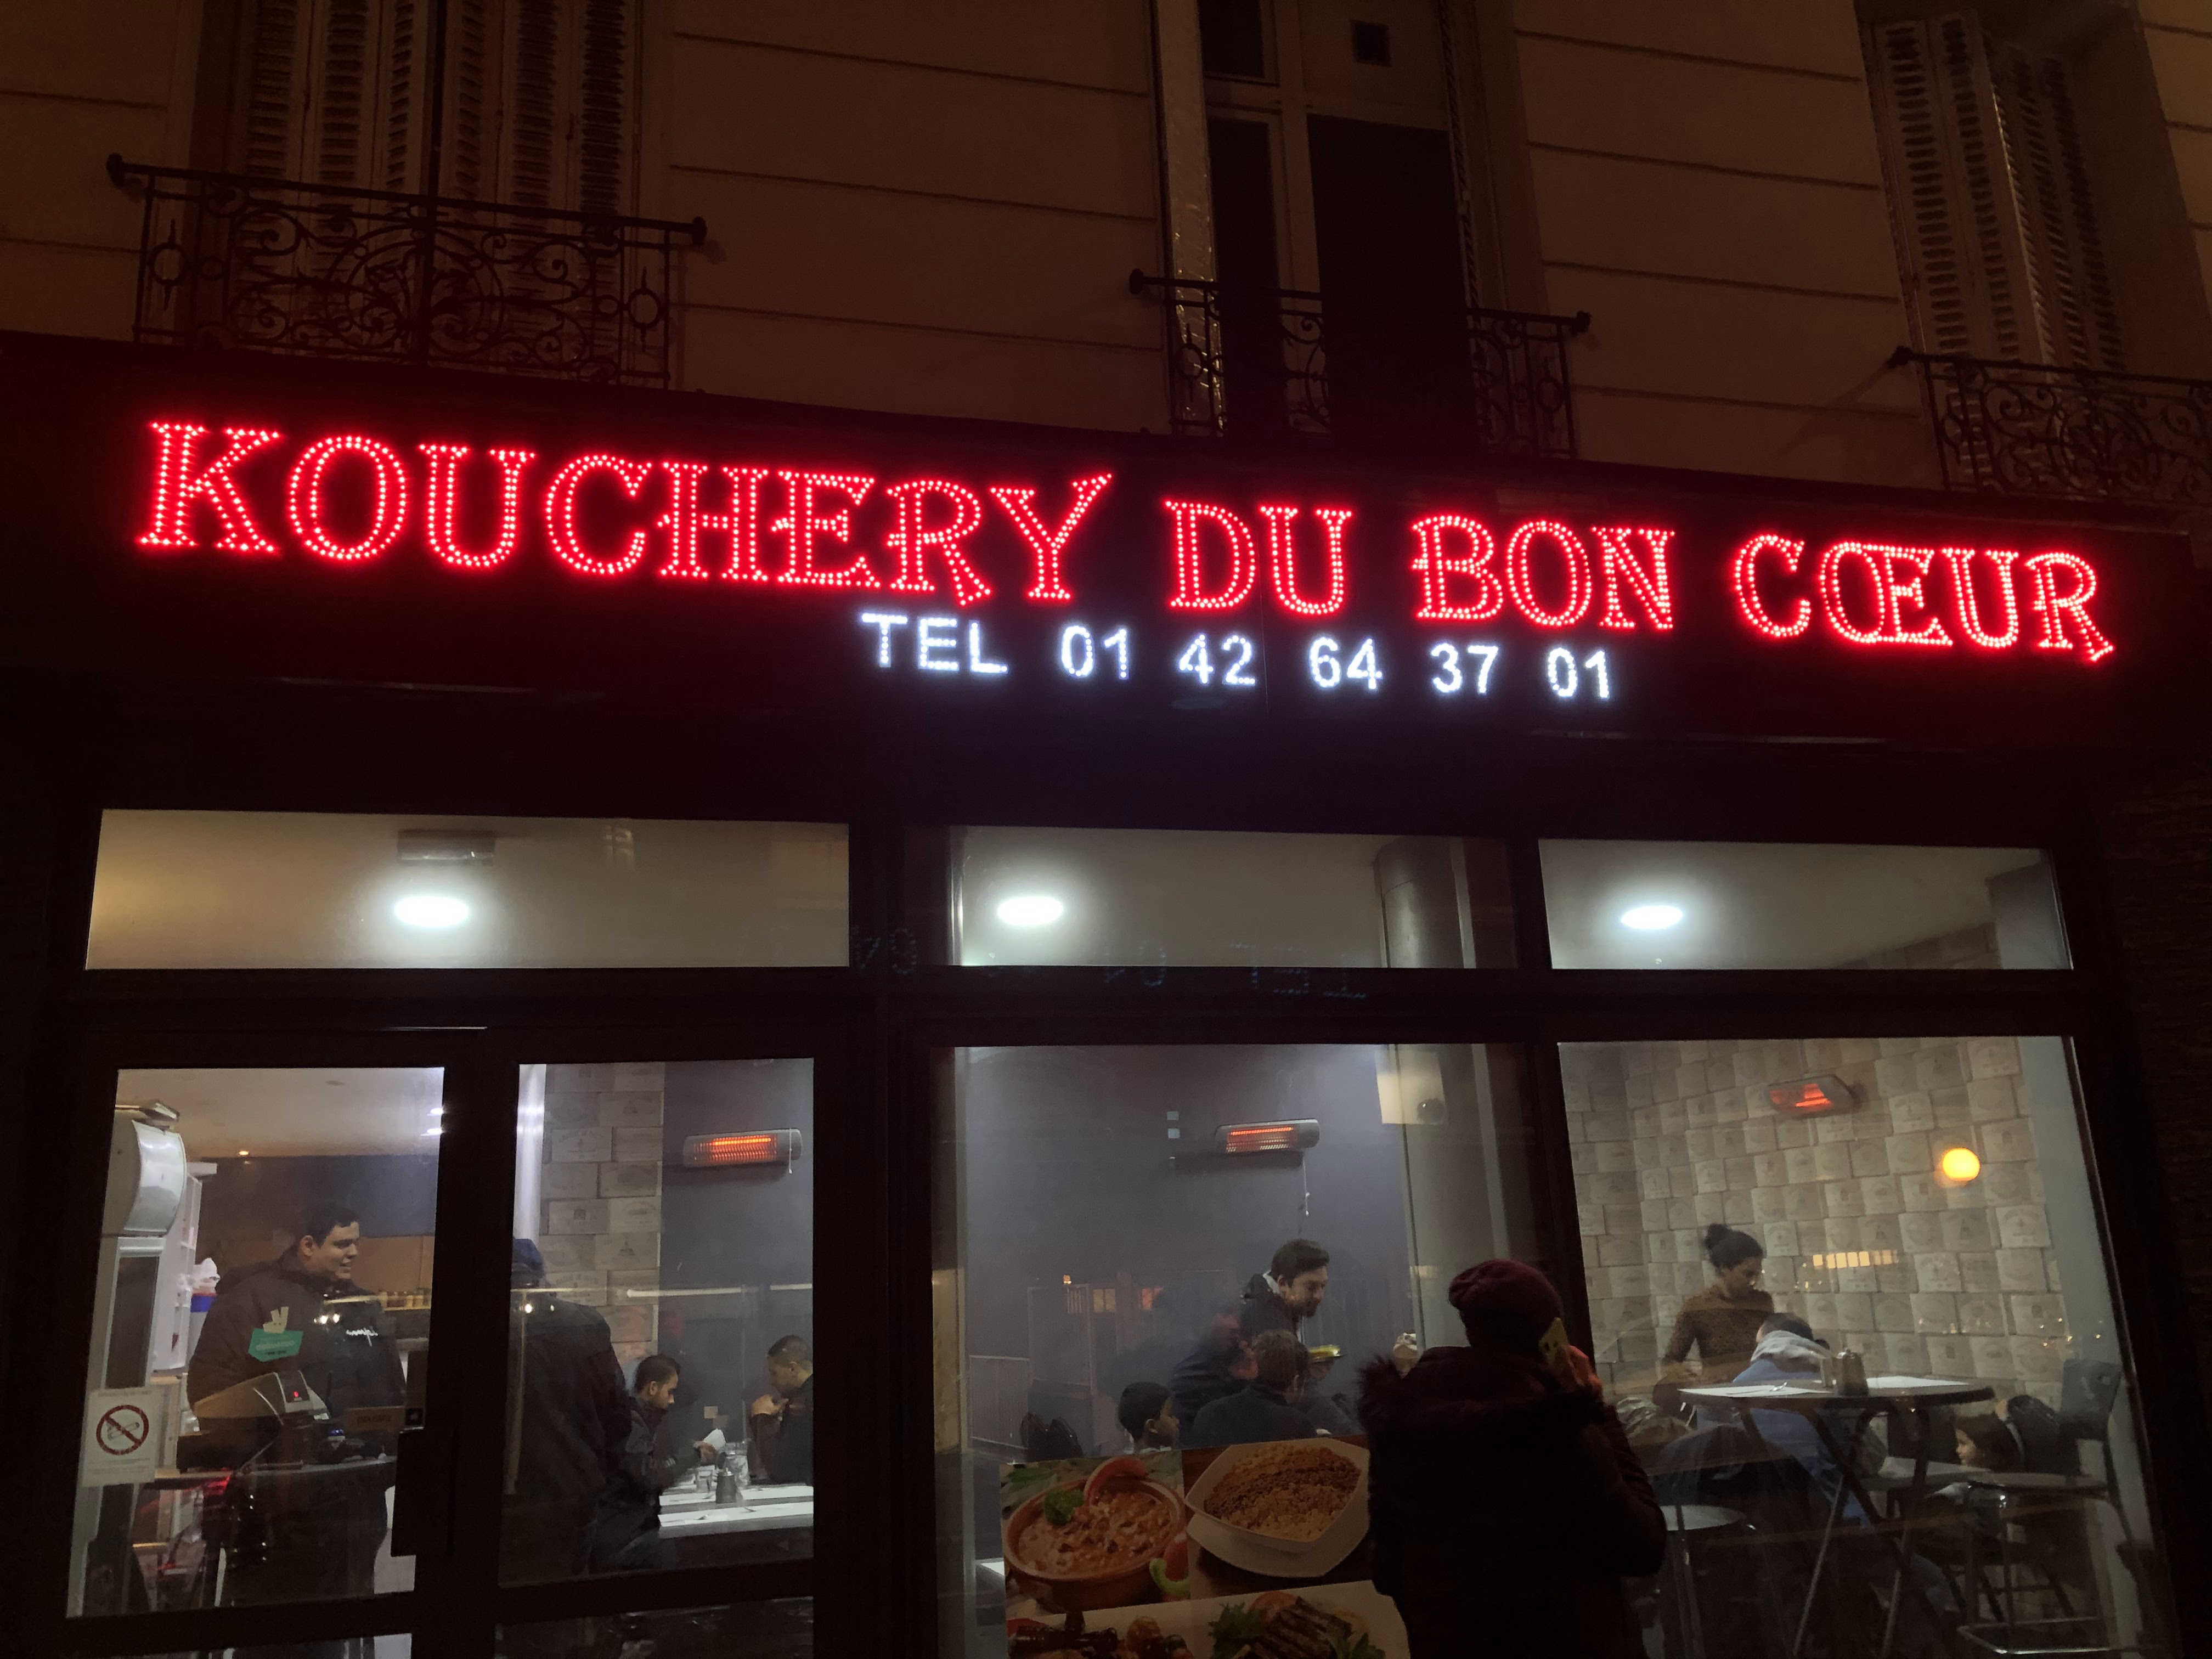 KOUCHERY DU BON CŒUR
TEL 01 42 64 37 01